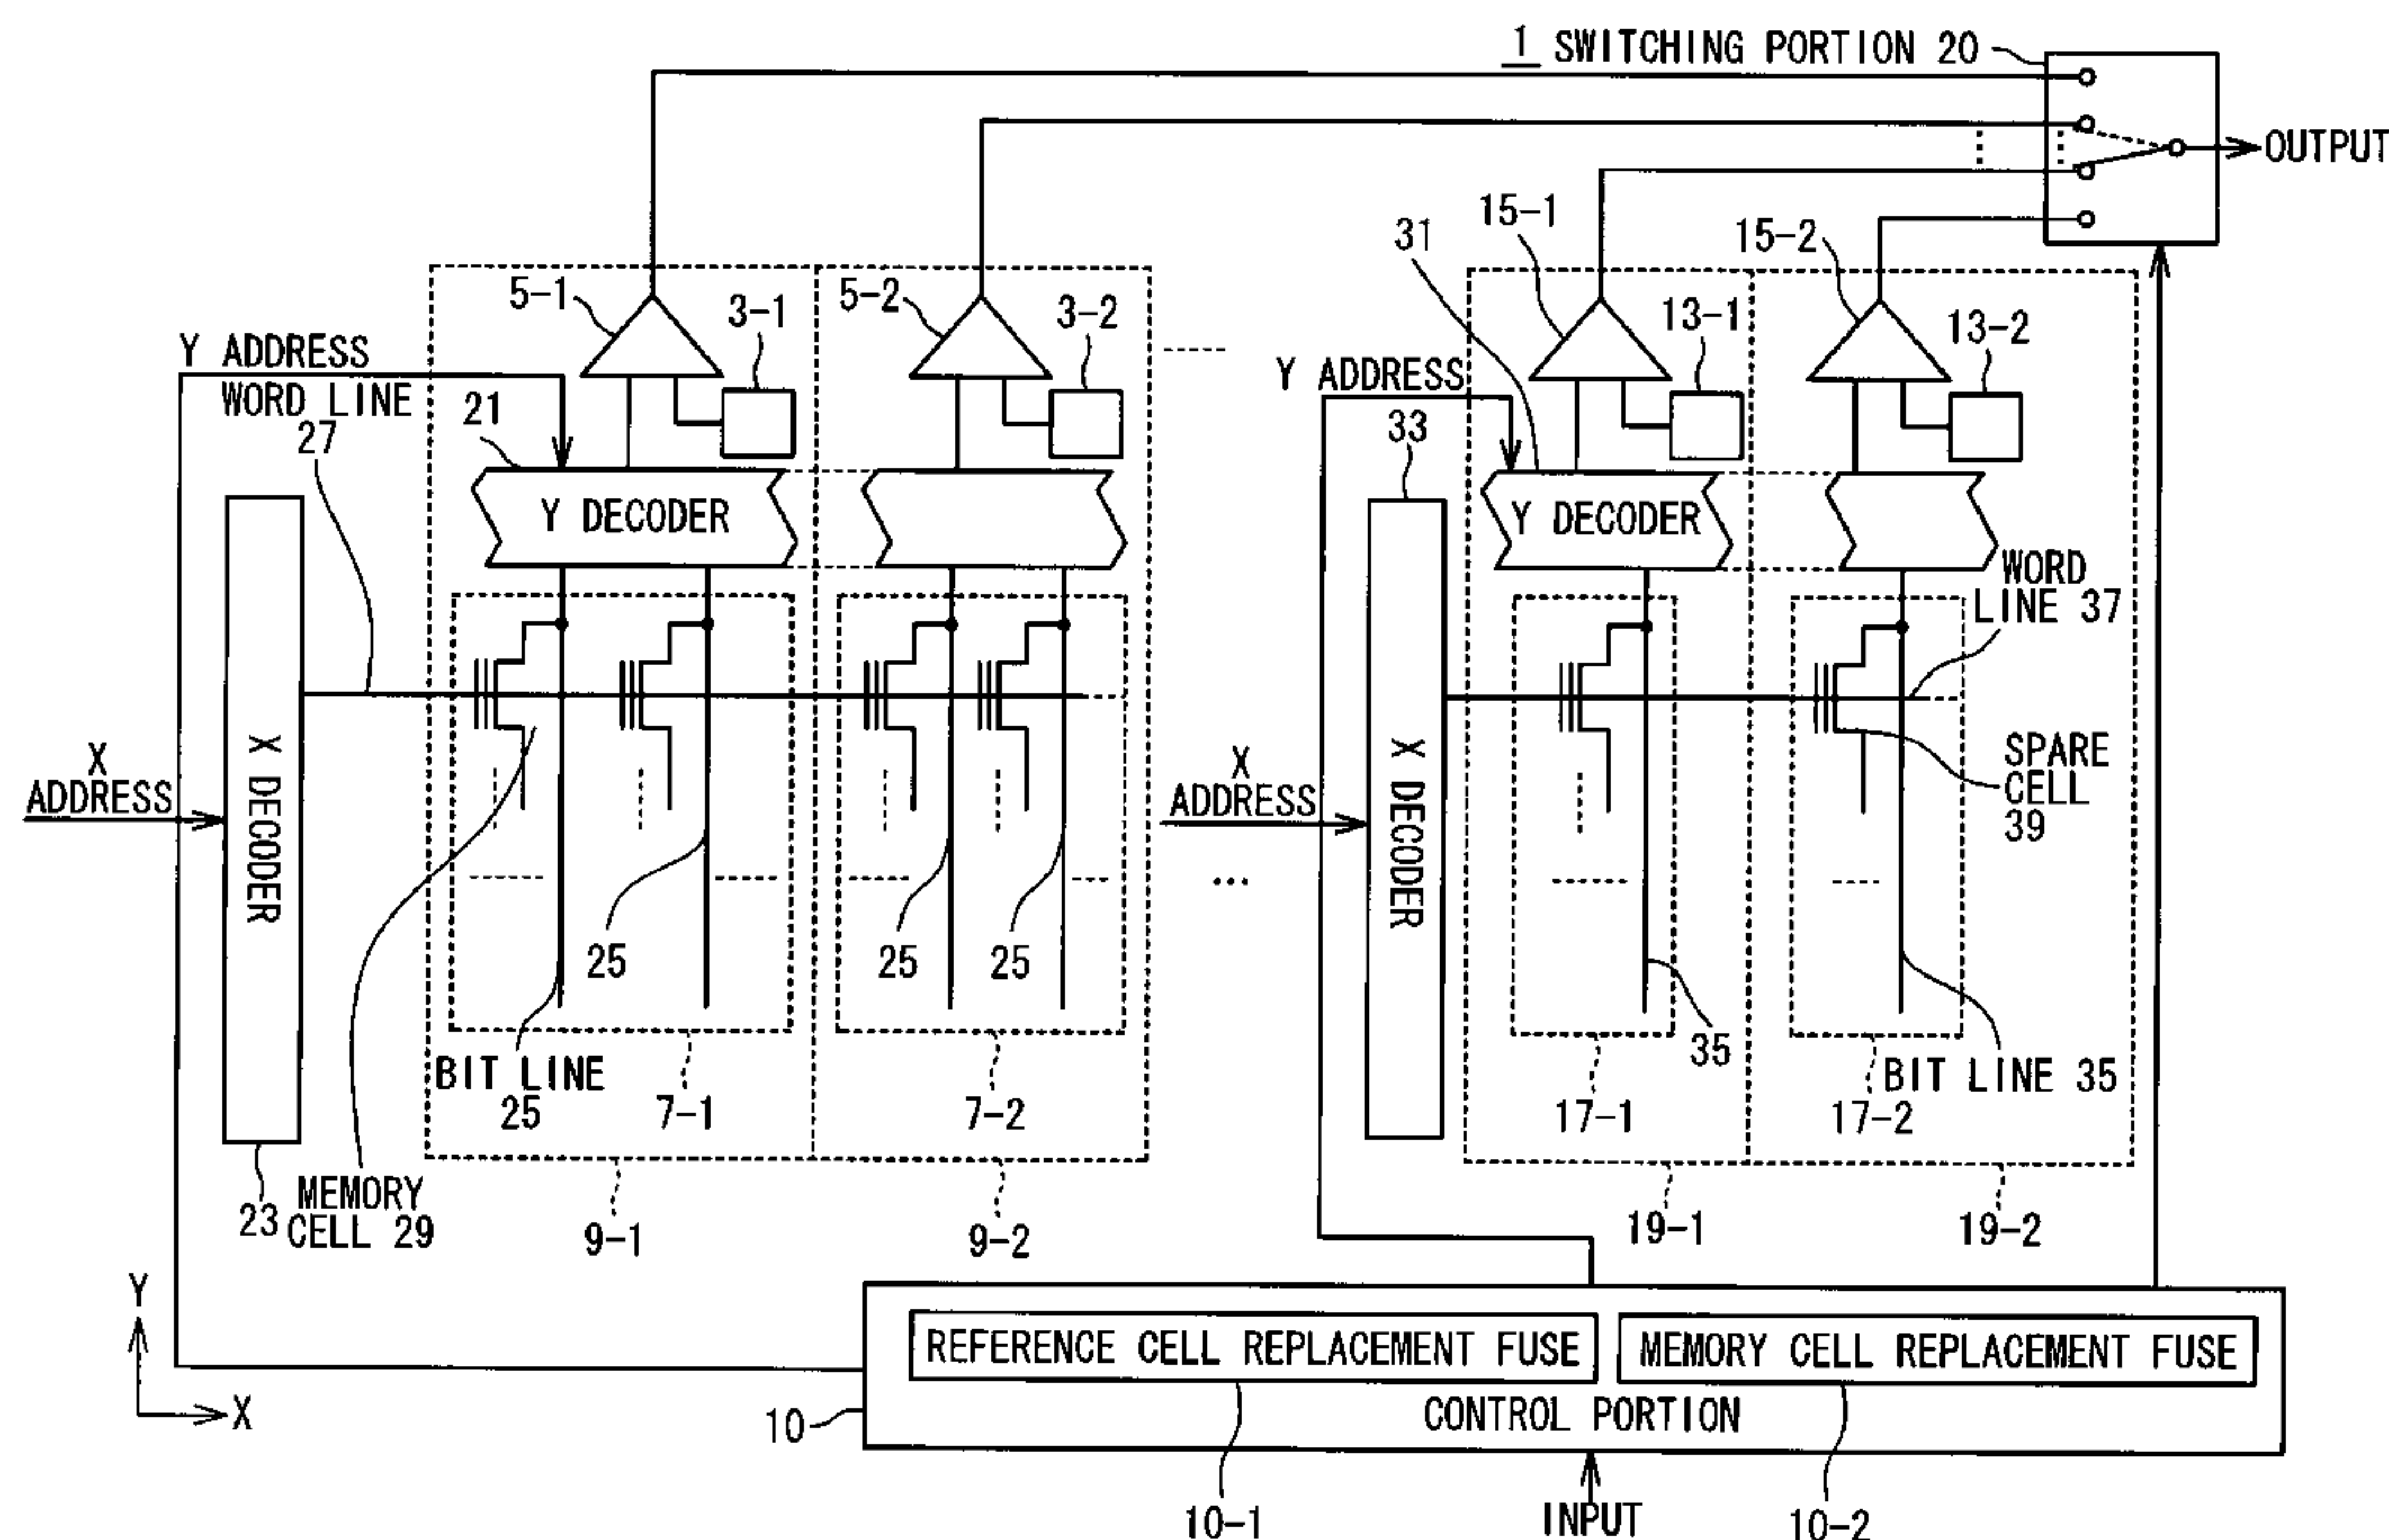 1 SWITCHING PORTION 20
OUTPUT
15-1
31
15-2
5-1
3-1
5-2
3-2
13-1
13-2
Y ADDRESS
WORD LINE
27
21
Y ADDRESS
33
Y DECODER
Y DECODER
WORD
LINE 37
X DECODER
X
ADDRESS
X
ADDRESS
X DECODER
SPARE
CELL
39
25
25
25
...
35
BIT LINE
25
7-1
7-2
17-1
17-2
BIT LINE 35
23
MEMORY
CELL 29
9-1
9-2
19-1
19-2
Y
X
REFERENCE CELL REPLACEMENT FUSE
MEMORY CELL REPLACEMENT FUSE
10
CONTROL PORTION
10-1
INPUT
10-2